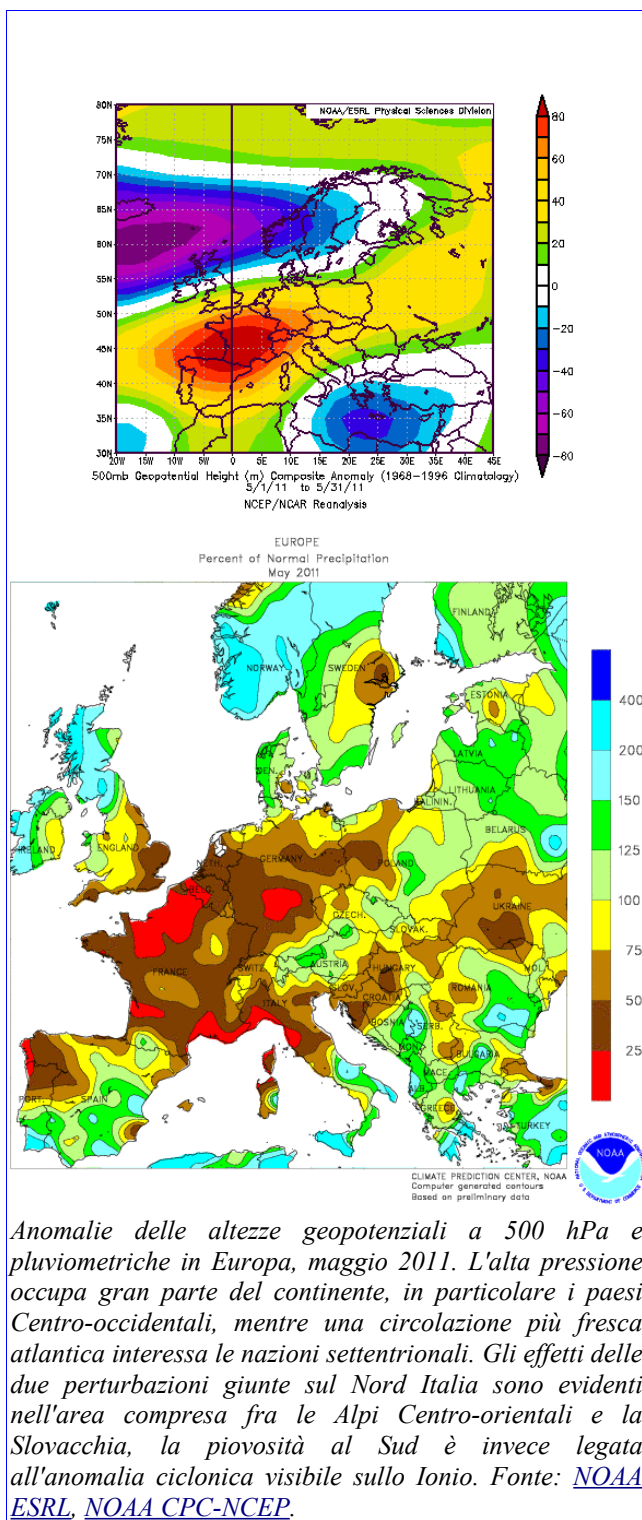 NOAA/ESRL Physical Sciences Division
80N
75N
70N
65N
60N
55N
50N
45N
40N
35N
30N
20W 15W 10W 5W 0 5E 10E 15E 20E 25E 30E 35E 40E 45E
80
60
40
20
0
-20
-40
-60
-80
500mb Geopotential Height (m) Composite Anomaly (1968-1996 Climatology)
5/1/11 to 5/31/11
NCEP/NCAR Reanalysis
EUROPE
Percent of Normal Precipitation
May 2011
FINLAND
NORWAY
SWEDEN
ESTONIA
LATVIA
DEN.
LITHUANIA
KALININ.
BELARUS
IRELAND
ENGLAND
NETH.
GERMANY
POLAND
BELG.
UKRAINE
CZECH.
SLOVAK.
FRANCE
SWITZ.
AUSTRIA
HUNGARY
MOL.
SLOV.
ITALY
CROATIA
ROMANIA
BOSNIA
SERB.
MON.
BULGARIA
MACE.
ALB.
PORT.
SPAIN
GREECE
TURKEY
400
200
150
125
100
75
50
25
CLIMATE PREDICTION CENTER, NOAA
Computer generated contours
Based on preliminary data
NOAA
Anomalie delle altezze geopotenziali a 500 hPa e
pluviometriche in Europa, maggio 2011. L'alta pressione
occupa gran parte del continente, in particolare i paesi
Centro-occidentali, mentre una circolazione più fresca
atlantica interessa le nazioni settentrionali. Gli effetti delle
due perturbazioni giunte sul Nord Italia sono evidenti
nell'area compresa fra le Alpi Centro-orientali e la
Slovacchia, la piovosità al Sud è invece legata
all'anomalia ciclonica visibile sullo Ionio. Fonte: NOAA
ESRL, NOAA CPC-NCEP.